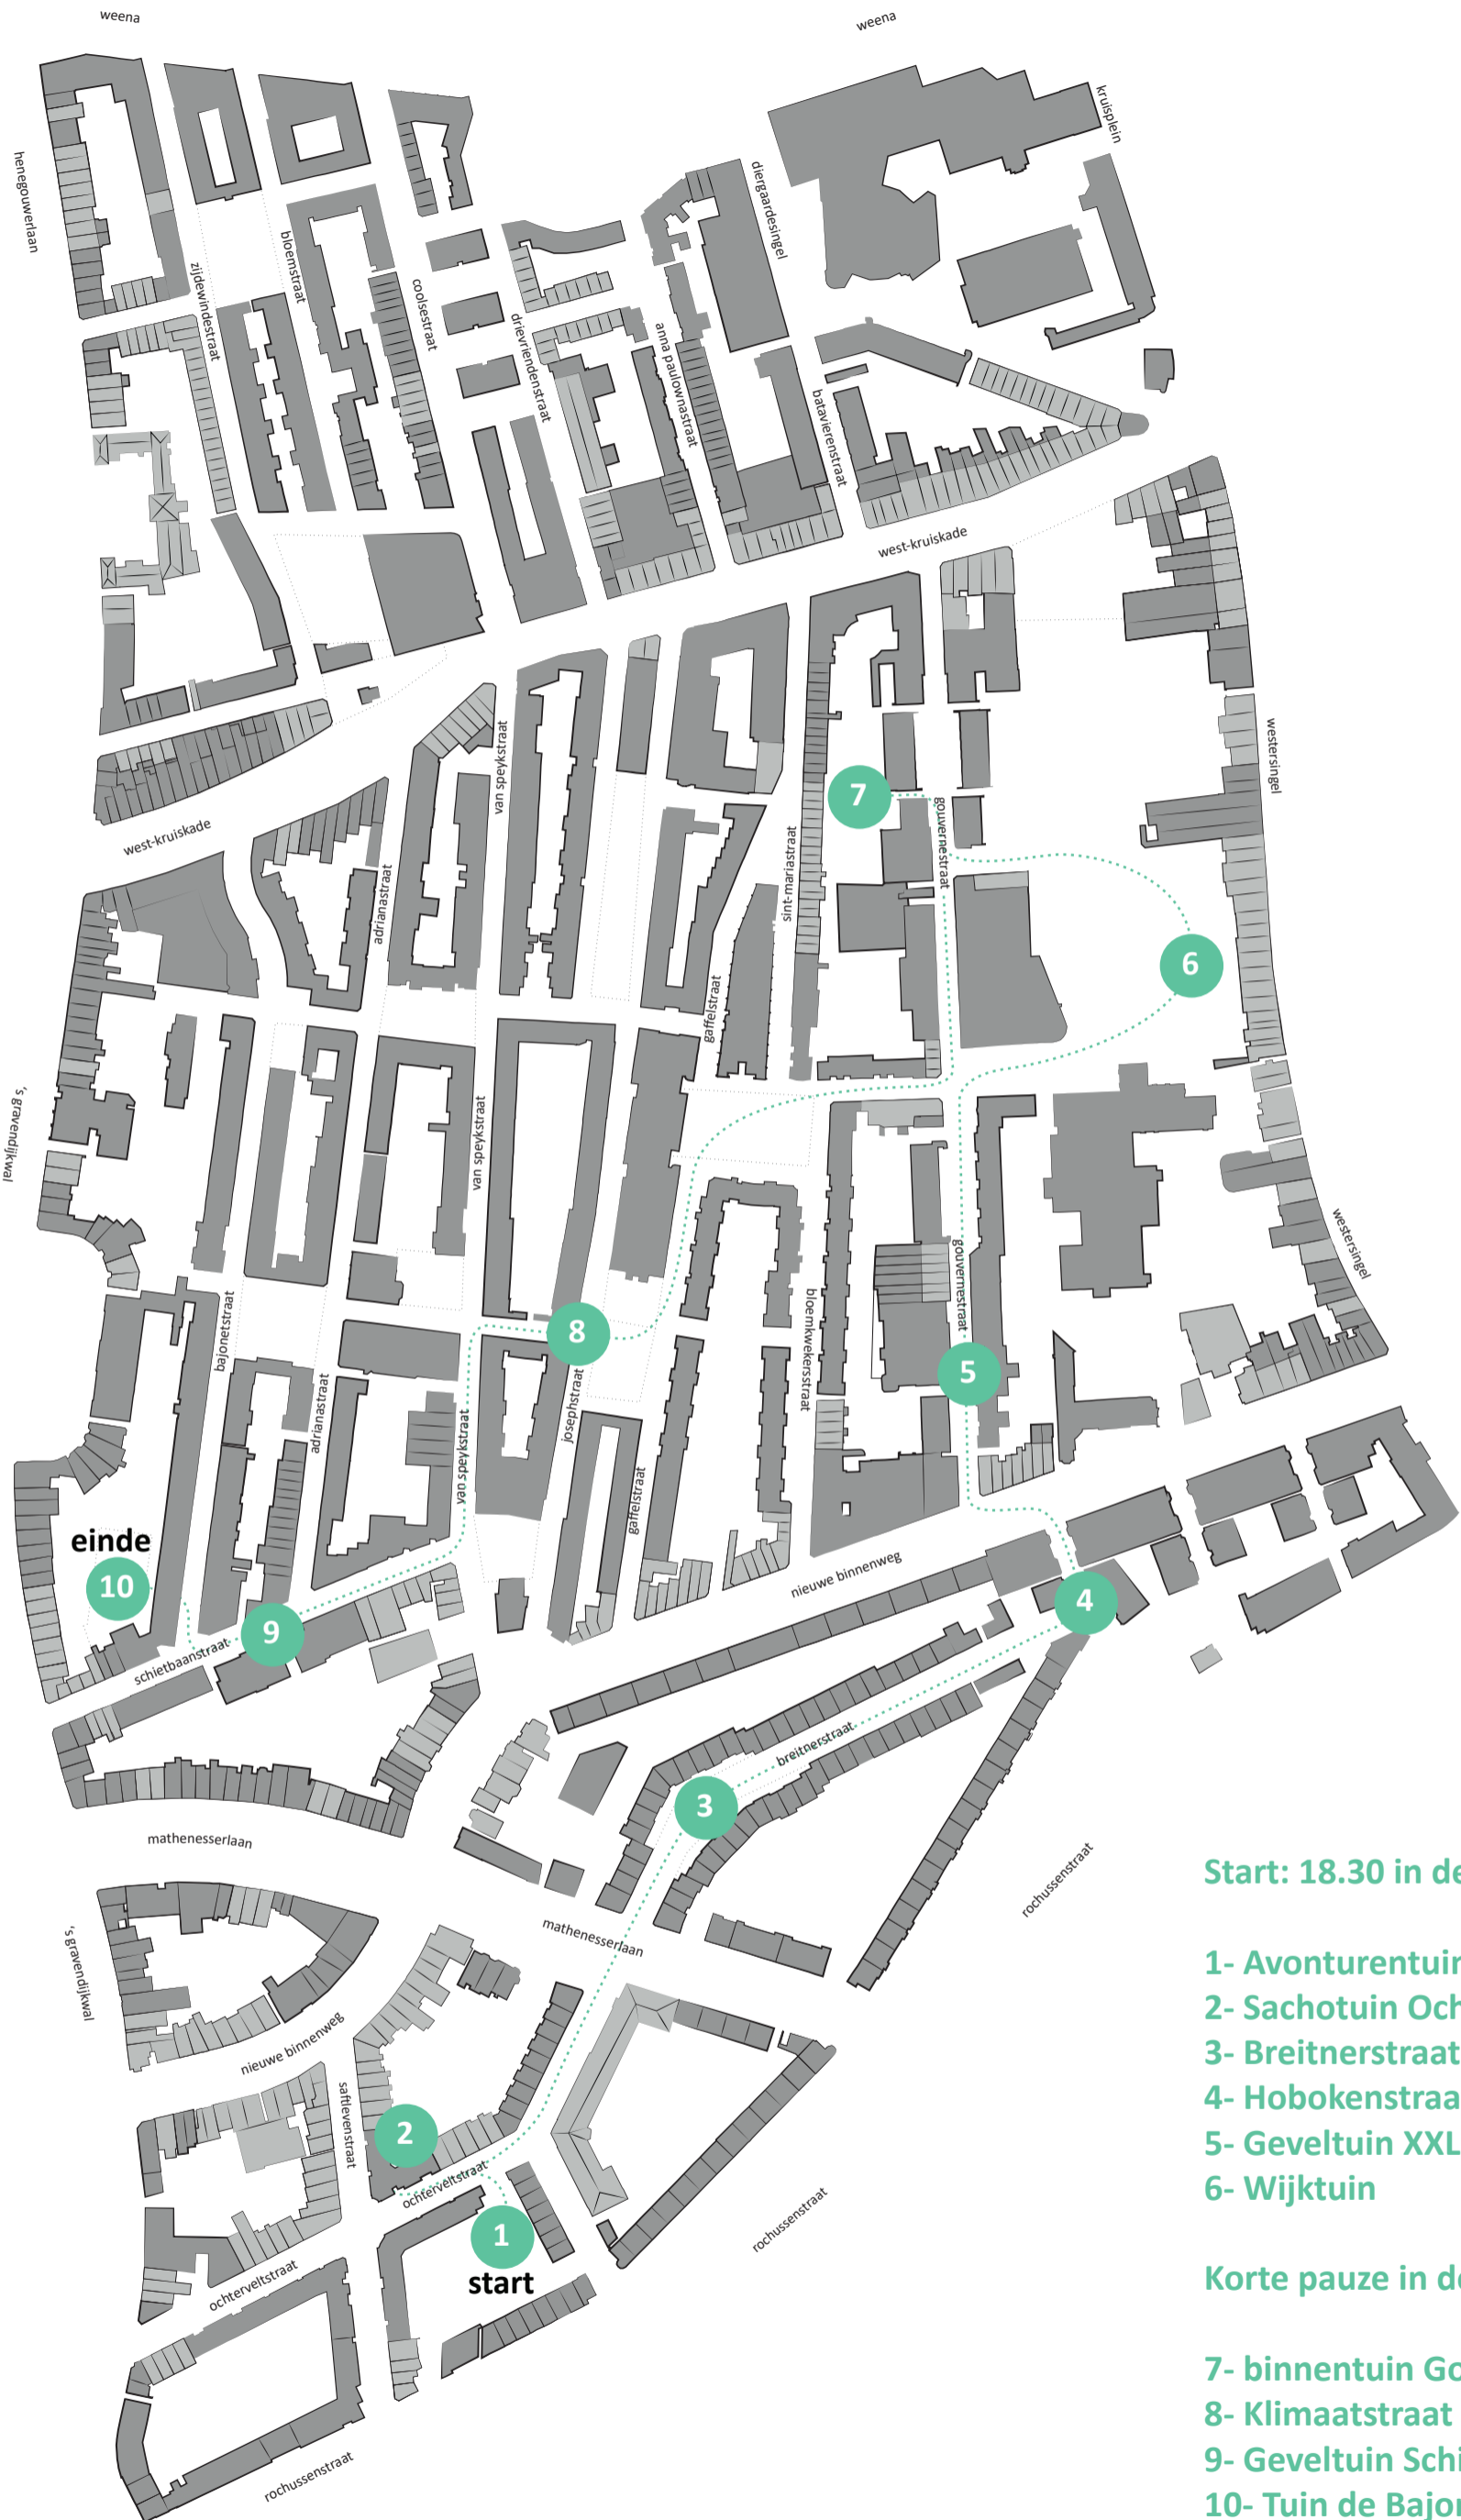 weena
weena
kruisplein
henegouwerlaan
diergaardesingel
zijdewindestraat
bloemstraat
coolsestraat
drievriendenstraat
anna paulownastraat
batavierenstraat
west-kruiskade
van speykstraat
westersingel
7
gouvernestraat
west-kruiskade
sint-mariastraat
adrianastraat
6
gaffelstraat
's gravendijkwal
van speykstraat
westersingel
gouvernestraat
bajonetstraat
bloemkwekersstraat
8
5
josephstraat
adrianastraat
van speykstraat
gaffelstraat
einde
10
nieuwe binnenweg
4
9
schietbaanstraat
breitnerstraat
3
mathenesserlaan
rochussenstraat
mathenesserlaan
's gravendijkwal
nieuwe binnenweg
saftlevenstraat
2
ochterveltstraat
rochussenstraat
1
start
ochterveltstraat
rochussenstraat
Start: 18.30 in de
1- Avonturentuin
2- Sachotuin Och
3- Breitnerstraat
4- Hobokenstraa
5- Geveltuin XXL
6- Wijktuin
Korte pauze in de
7- binnentuin Go
8- Klimaatstraat
9- Geveltuin Schi
10- Tuin de Bajon